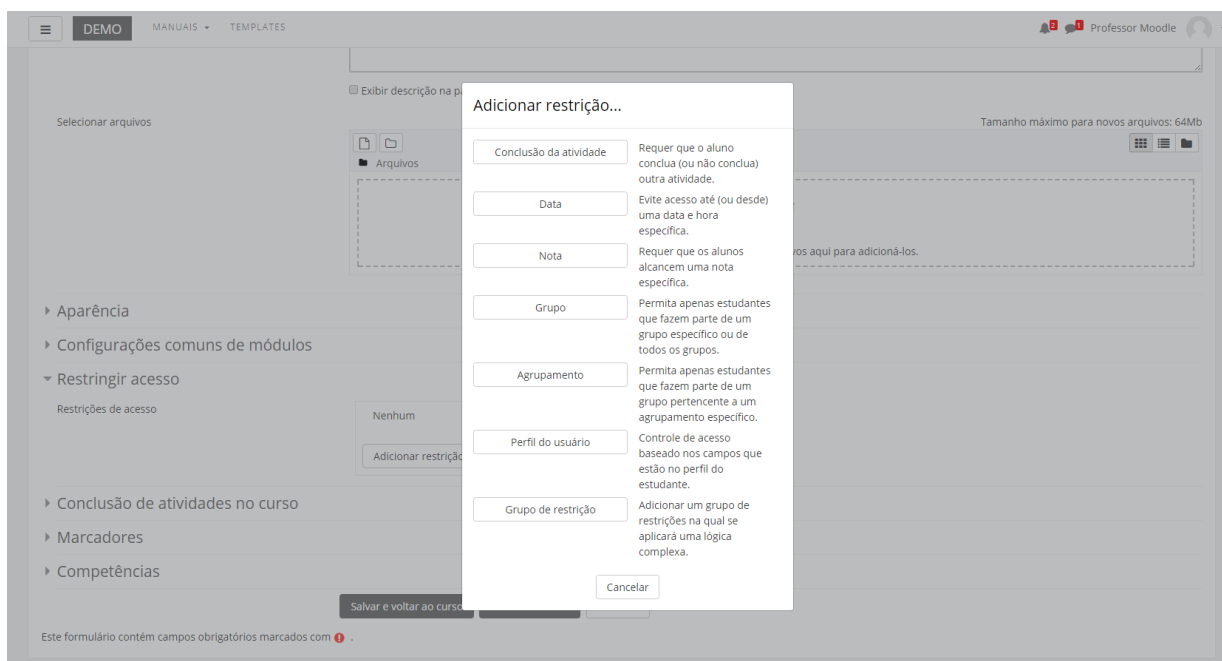 DEMO MANUAIS TEMPLATES 2 1 Professor Moodle
Exibir descrição na
Selecionar arquivos
Tamanho máximo para novos arquivos: 64Mb
Arquivos
aqui para adicioná-los.
Aparência
Configurações comuns de módulos
Restringir acesso
Restrições de acesso
Nenhum
Adicionar restrição
Conclusão de atividades no curso
Marcadores
Competências
Salvar e voltar ao curso
Este formulário contém campos obrigatórios marcados com .
Adicionar restrição...
Conclusão da atividade
Requer que o aluno
conclua (ou não conclua)
outra atividade.
Data
Evite acesso até (ou desde)
uma data e hora
específica.
Nota
Requer que os alunos
alcancem uma nota
específica.
Grupo
Permita apenas estudantes
que fazem parte de um
grupo específico ou de
todos os grupos.
Agrupamento
Permita apenas estudantes
que fazem parte de um
grupo pertencente a um
agrupamento específico.
Perfil do usuário
Controle de acesso
baseado nos campos que
estão no perfil do
estudante.
Grupo de restrição
Adicionar um grupo de
restrições na qual se
aplicará uma lógica
complexa.
Cancelar